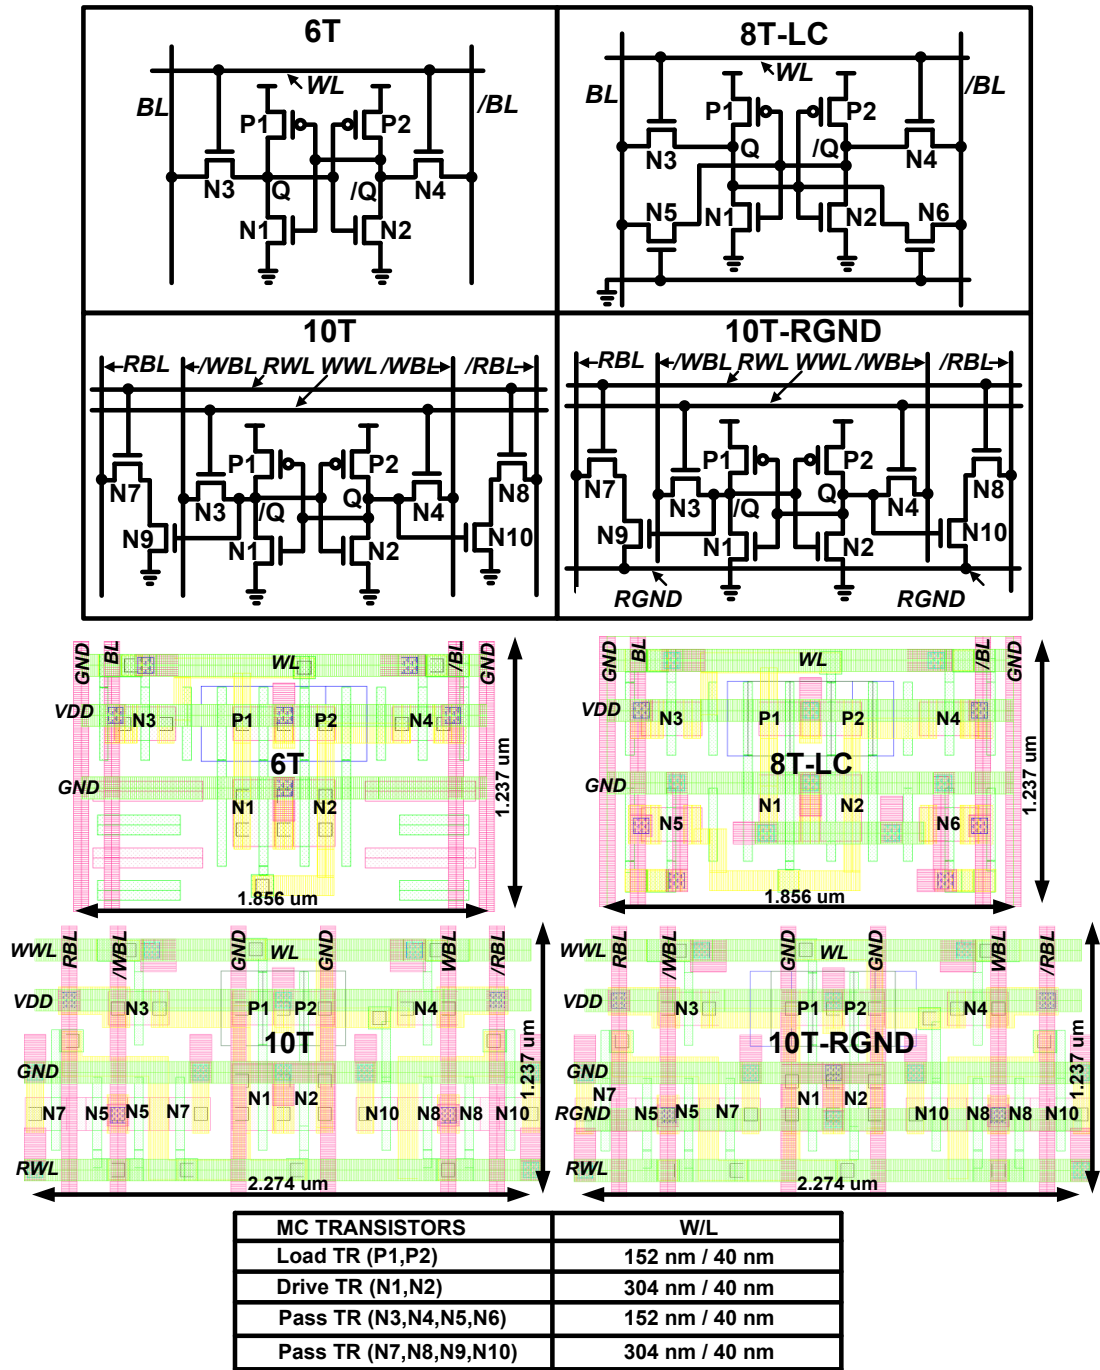 6T
WL
BL
/BL
P1
P2
N3
Q
/Q
N4
N1
N2
8T-LC
WL
BL
/BL
P1
P2
N3
Q
/Q
N4
N5
N1
N2
N6
10T
RBL
/WBL RWL WWL /WBL
/RBL
P1
P2
N7
N3
/Q
Q
N4
N8
N9
N1
N2
N10
10T-RGND
RBL
/WBL RWL WWL /WBL
/RBL
P1
P2
N7
N3
/Q
Q
N4
N8
N9
N1
N2
N10
RGND
RGND
GND
BL
WL
/BL
GND
VDD
N3
P1
P2
N4
6T
GND
N1
N2
1.237 um
1.856 um
GND
BL
WL
/BL
GND
VDD
N3
P1
P2
N4
8T-LC
GND
N1
N2
N5
N6
1.237 um
1.856 um
WWL
RBL
/WBL
GND
WL
GND
WBL
/RBL
VDD
N3
P1
P2
N4
10T
GND
N7
N5
N5
N7
N1
N2
N10
N8
N8
N10
RWL
1.237 um
2.274 um
WWL
RBL
/WBL
GND
WL
GND
WBL
/RBL
VDD
N3
P1
P2
N4
10T-RGND
GND
N7
RGND
N5
N5
N7
N1
N2
N10
N8
N8
N10
RWL
1.237 um
2.274 um
MC TRANSISTORS W/L
Load TR (P1,P2) 152 nm / 40 nm
Drive TR (N1,N2) 304 nm / 40 nm
Pass TR (N3,N4,N5,N6) 152 nm / 40 nm
Pass TR (N7,N8,N9,N10) 304 nm / 40 nm